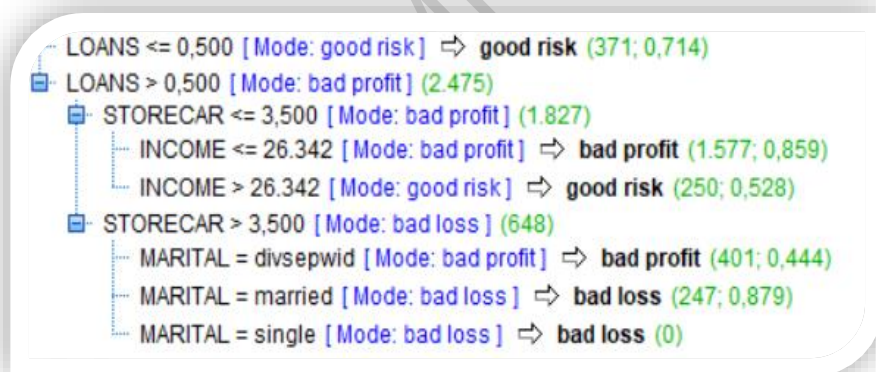 LOANS <= 0,500 [ Mode: good risk ] ⇨ good risk (371; 0,714)
LOANS > 0,500 [ Mode: bad profit ] (2.475)
STORECAR <= 3,500 [ Mode: bad profit ] (1.827)
INCOME <= 26.342 [ Mode: bad profit ] ⇨ bad profit (1.577; 0,859)
INCOME > 26.342 [ Mode: good risk ] ⇨ good risk (250; 0,528)
STORECAR > 3,500 [ Mode: bad loss ] (648)
MARITAL = divsepwid [ Mode: bad profit ] ⇨ bad profit (401; 0,444)
MARITAL = married [ Mode: bad loss ] ⇨ bad loss (247; 0,879)
MARITAL = single [ Mode: bad loss ] ⇨ bad loss (0)